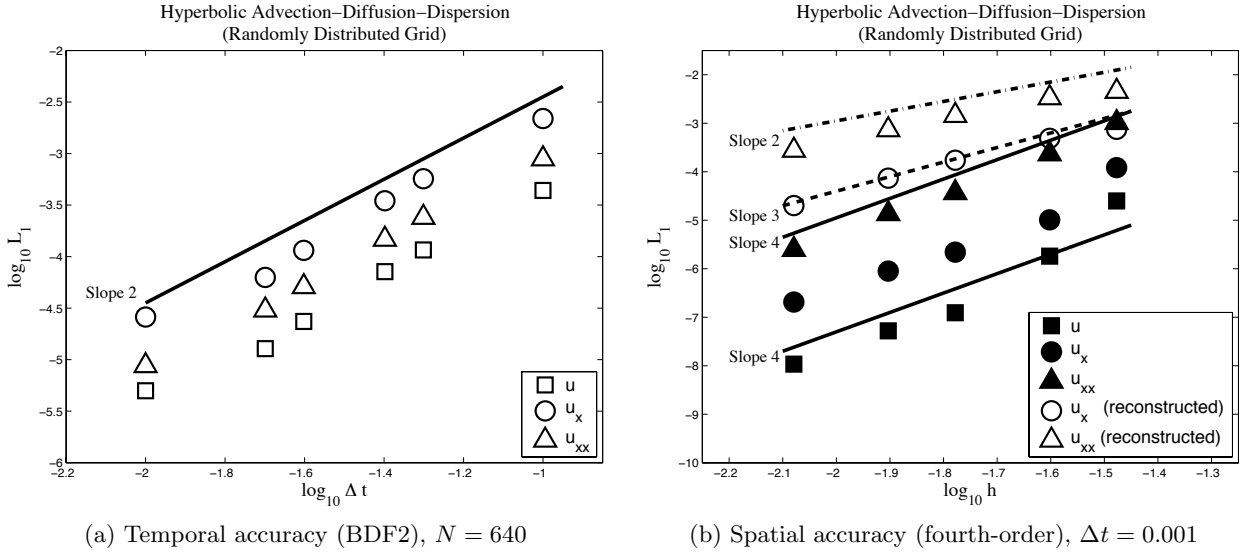 Hyperbolic Advection–Diffusion–Dispersion
(Randomly Distributed Grid)
−2
−2.5
−3
−3.5
−4
−4.5
−5
−5.5
−6
log10 L1
Slope 2
u
ux
uxx
−2.2
−2
−1.8
−1.6
−1.4
−1.2
−1
log10 Δ t
(a) Temporal accuracy (BDF2), N = 640
Hyperbolic Advection–Diffusion–Dispersion
(Randomly Distributed Grid)
−2
−3
−4
−5
−6
−7
−8
−9
−10
log10 L1
Slope 2
Slope 3
Slope 4
Slope 4
u
ux
uxx
ux (reconstructed)
uxx (reconstructed)
−2.2
−2.1
−2
−1.9
−1.8
−1.7
−1.6
−1.5
−1.4
−1.3
log10 h
(b) Spatial accuracy (fourth-order), Δt = 0.001